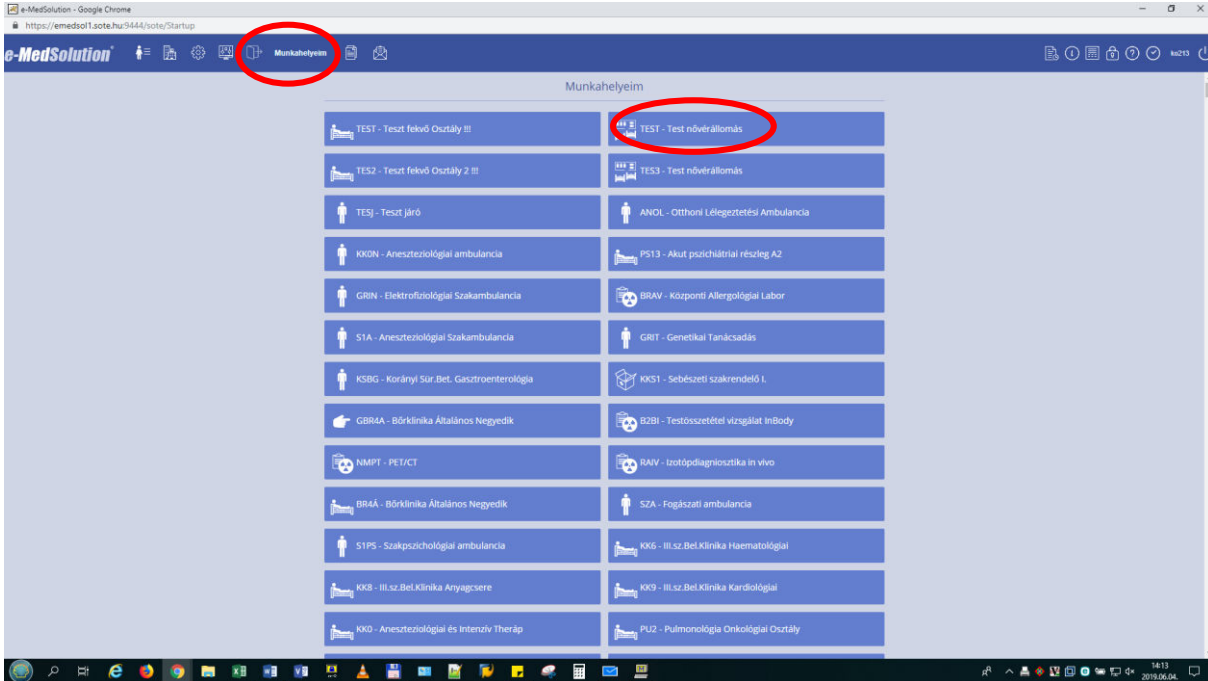 e-MedSolution - Google Chrome
https://emedsol1.sote.hu:9444/sote/Startup
e-MedSolution
Munkahelyeim
ko213
Munkahelyeim
TEST - Teszt fekvő Osztály !!!
TEST - Test nővérállomás
TES2 - Teszt fekvő Osztály 2 !!!
TES3 - Test nővérállomás
TESJ - Teszt járó
ANOL - Otthoni Lélegeztetési Ambulancia
KK0N - Aneszteziológiai ambulancia
PS13 - Akut pszichiátriai részleg A2
GRIN - Elektrofiziológiai Szakambulancia
BRAV - Központi Allergológiai Labor
S1A - Aneszteziológiai Szakambulancia
GRIT - Genetikai Tanácsadás
KSBG - Korányi Sür.Bet. Gasztroenterológia
KKS1 - Sebészeti szakrendelő I.
GBR4A - Bőrklinika Általános Negyedik
B2BI - Testösszetétel vizsgálat InBody
NMPT - PET/CT
RAIV - Izotópdiagniosztika in vivo
BR4Á - Bőrklinika Általános Negyedik
SZA - Fogászati ambulancia
S1PS - Szakpszichológiai ambulancia
KK6 - III.sz.Bel.Klinika Haematológiai
KK8 - III.sz.Bel.Klinika Anyagcsere
KK9 - III.sz.Bel.Klinika Kardiológiai
KK0 - Aneszteziológiai és Intenzív Theráp
PU2 - Pulmonológia Onkológiai Osztály
14:13
2019.06.04.